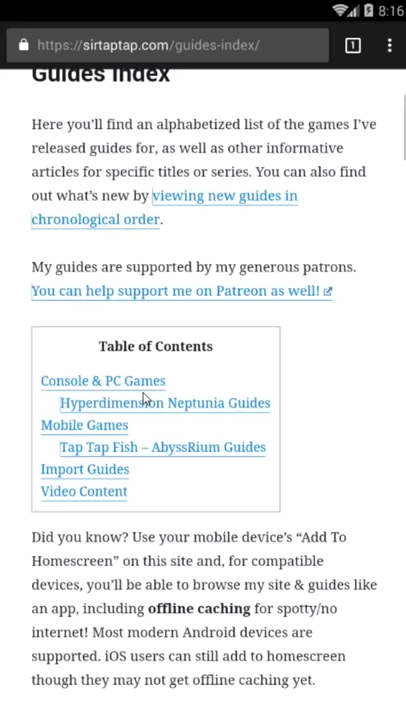 8:16
https://sirtaptap.com/guides-index/
1
Guides Index
Here you'll find an alphabetized list of the games I've
released guides for, as well as other informative
articles for specific titles or series. You can also find
out what's new by viewing new guides in
chronological order.
My guides are supported by my generous patrons.
You can help support me on Patreon as well!
Table of Contents
Console & PC Games
Hyperdimension Neptunia Guides
Mobile Games
Tap Tap Fish – AbyssRium Guides
Import Guides
Video Content
Did you know? Use your mobile device's “Add To
Homescreen” on this site and, for compatible
devices, you'll be able to browse my site & guides like
an app, including offline caching for spotty/no
internet! Most modern Android devices are
supported. iOS users can still add to homescreen
though they may not get offline caching yet.